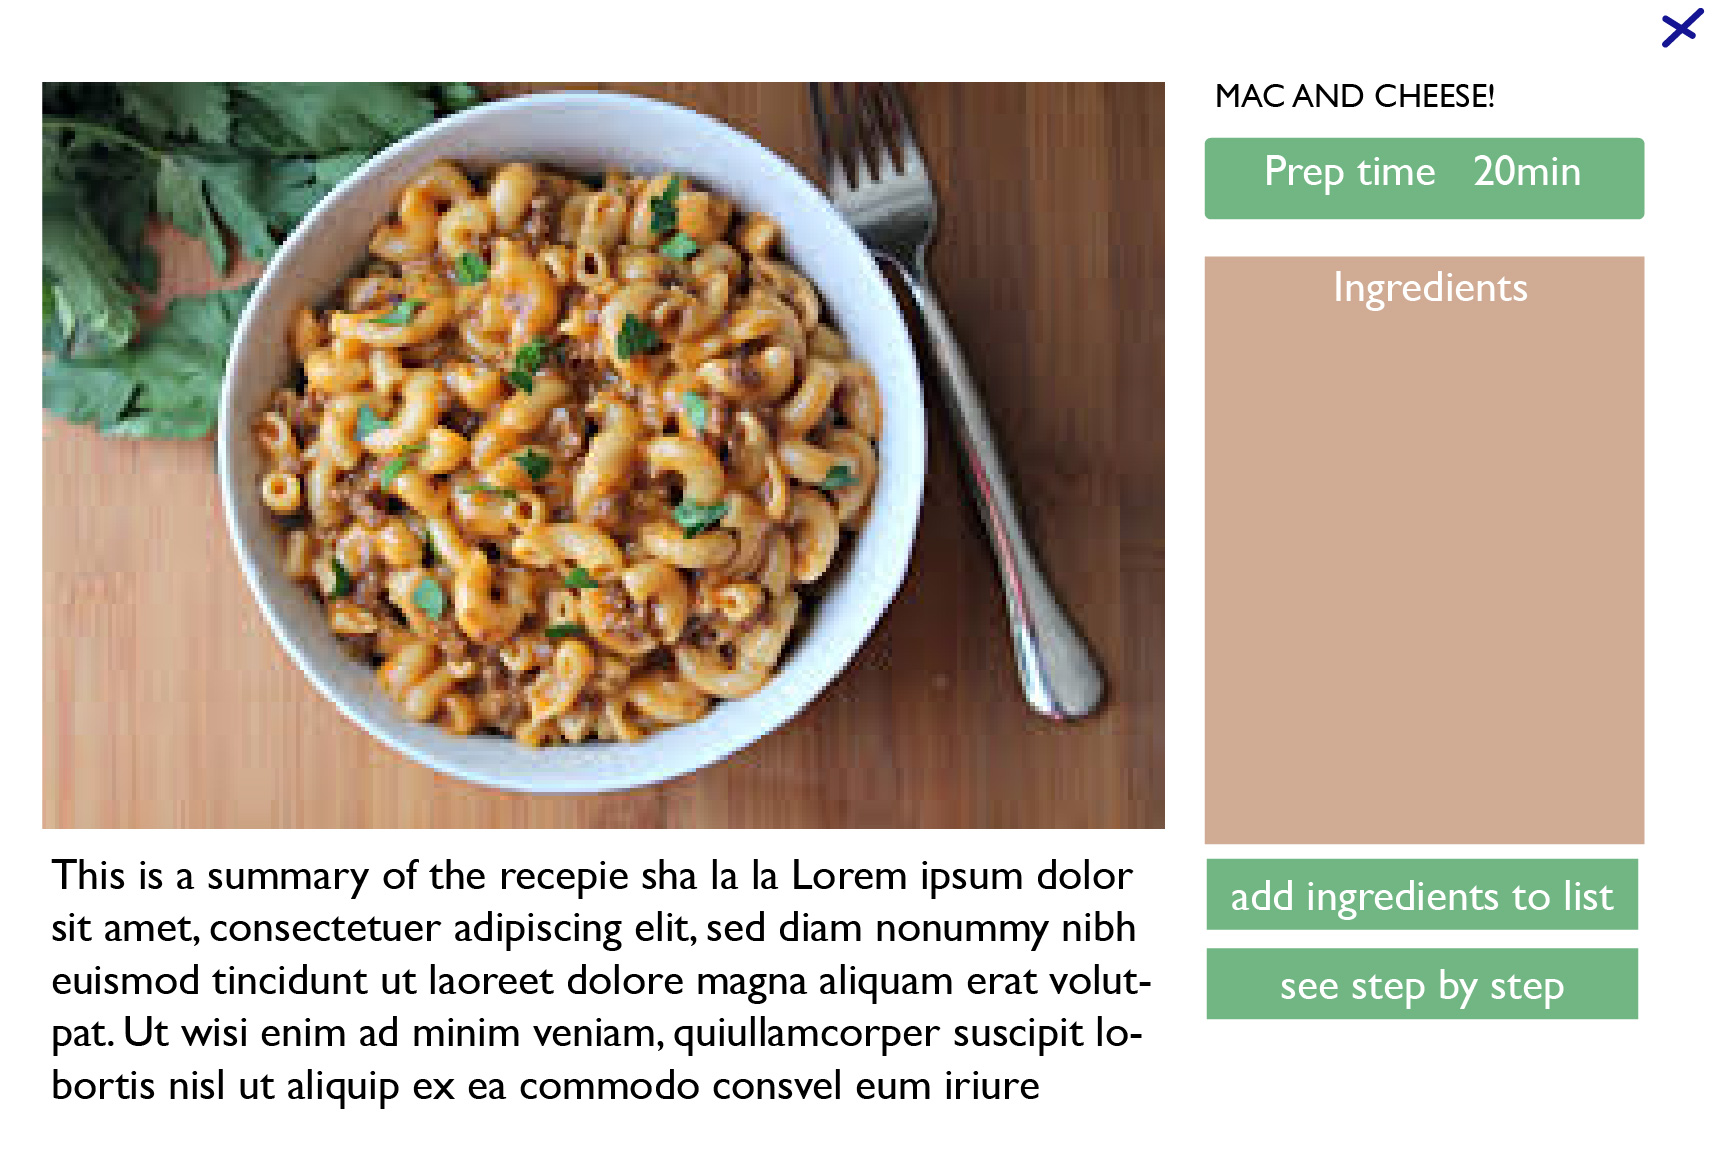 MAC AND CHEESE!
Prep time 20min
Ingredients
add ingredients to list
see step by step
This is a summary of the recepie sha la la Lorem ipsum dolor
sit amet, consectetuer adipiscing elit, sed diam nonummy nibh
euismod tincidunt ut laoreet dolore magna aliquam erat volut-
pat. Ut wisi enim ad minim veniam, quiullamcorper suscipit lo-
bortis nisl ut aliquip ex ea commodo consvel eum iriure